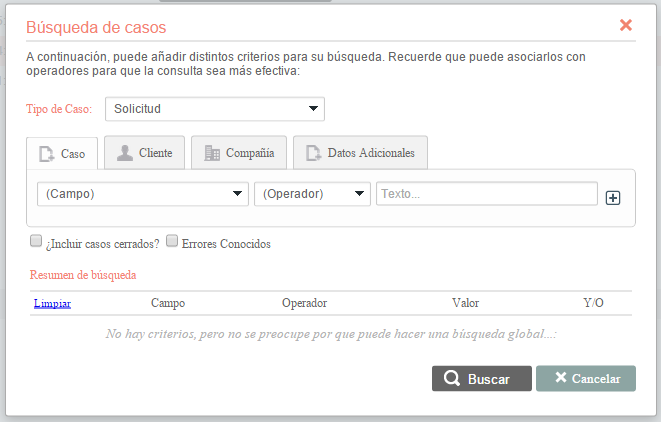 Búsqueda de casos
A continuación, puede añadir distintos criterios para su búsqueda. Recuerde que puede asociarlos con
operadores para que la consulta sea más efectiva:
Tipo de Caso: Solicitud
Caso Cliente Compañía Datos Adicionales
(Campo) (Operador) Texto...
¿Incluir casos cerrados? Errores Conocidos
Resumen de búsqueda
Limpiar Campo Operador Valor Y/O
No hay criterios, pero no se preocupe por que puede hacer una búsqueda global...:
Buscar Cancelar